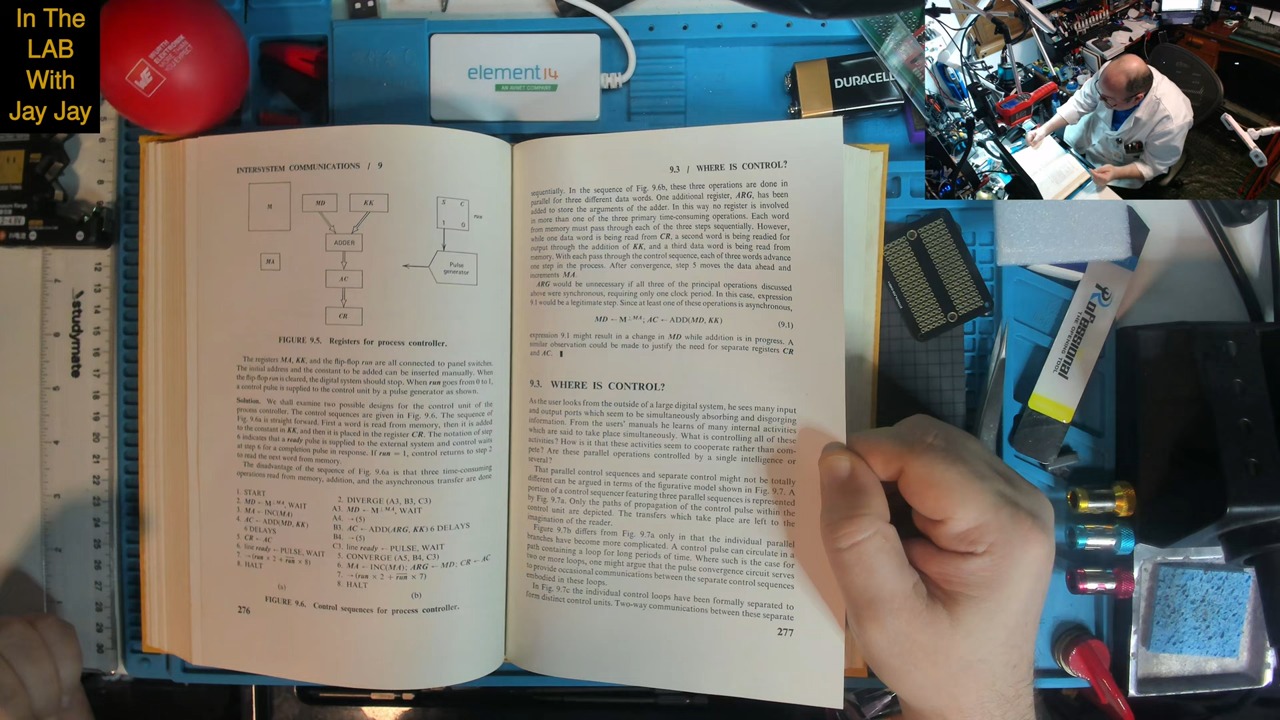 In The
LAB
With
Jay Jay
WÜRTH
ELEKTRONIK
element14
AN AVNET COMPANY
DURACELL
studymate
Professional
THE OPENING TOOL
INTERSYSTEM COMMUNICATIONS / 9
M
MD
KK
S C
1 0
run
ADDER
MA
AC
Pulse
generator
CR
FIGURE 9.5. Registers for process controller.
The registers MA, KK, and the flip-flop run are all connected to panel switches.
The initial address and the constant to be added can be inserted manually. When
the flip-flop run is cleared, the digital system should stop. When run goes from 0 to 1,
a control pulse is supplied to the control unit by a pulse generator as shown.
Solution. We shall examine two possible designs for the control unit of the
process controller. The control sequences are given in Fig. 9.6. The sequence of
Fig. 9.6a is straight forward. First a word is read from memory, then it is added
to the constant in KK, and then it is placed in the register CR. The notation of step
6 indicates that a ready pulse is supplied to the external system and control waits
at step 6 for a completion pulse in response. If run = 1, control returns to step 2
to read the next word from memory.
The disadvantage of the sequence of Fig. 9.6a is that three time-consuming
operations read from memory, addition, and the asynchronous transfer are done
1. START
2. MD ← M⊥MA, WAIT
3. MA ← INC(MA)
4. AC ← ADD(MD, KK)
6 DELAYS
5. CR ← AC
6. line ready ← PULSE, WAIT
7. → (run × 2 + run × 8)
8. HALT
(a)
2. DIVERGE (A3, B3, C3)
A3. MD ← M⊥MA, WAIT
A4. → (5)
B3. AC ← ADD(ARG, KK) 6 DELAYS
B4. → (5)
C3. line ready ← PULSE, WAIT
5. CONVERGE (A5, B4, C3)
6. MA ← INC(MA); ARG ← MD; CR ← AC
7. → (run × 2 + run × 7)
8. HALT
(b)
FIGURE 9.6. Control sequences for process controller.
276
9.3 / WHERE IS CONTROL?
sequentially. In the sequence of Fig. 9.6b, these three operations are done in
parallel for three different data words. One additional register, ARG, has been
added to store the arguments of the adder. In this way no register is involved
in more than one of the three primary time-consuming operations. Each word
from memory must pass through each of the three steps sequentially. However,
while one data word is being read from CR, a second word is being readied for
output through the addition of KK, and a third data word is being read from
memory. With each pass through the control sequence, each of three words advance
one step in the process. After convergence, step 5 moves the data ahead and
increments MA.
ARG would be unnecessary if all three of the principal operations discussed
above were synchronous, requiring only one clock period. In this case, expression
9.1 would be a legitimate step. Since at least one of these operations is asynchronous,
MD ← M⊥MA; AC ← ADD(MD, KK) (9.1)
expression 9.1 might result in a change in MD while addition is in progress. A
similar observation could be made to justify the need for separate registers CR
and AC.
9.3. WHERE IS CONTROL?
As the user looks from the outside of a large digital system, he sees many input
and output ports which seem to be simultaneously absorbing and disgorging
information. From the users' manuals he learns of many internal activities
which are said to take place simultaneously. What is controlling all of these
activities? How is it that these activities seem to cooperate rather than com-
pete? Are these parallel operations controlled by a single intelligence or
several?
That parallel control sequences and separate control might not be totally
different can be argued in terms of the figurative model shown in Fig. 9.7. A
portion of a control sequencer featuring three parallel sequences is represented
by Fig. 9.7a. Only the paths of propagation of the control pulse within the
control unit are depicted. The transfers which take place are left to the
imagination of the reader.
Figure 9.7b differs from Fig. 9.7a only in that the individual parallel
branches have become more complicated. A control pulse can circulate in a
path containing a loop for long periods of time. Where such is the case for
two or more loops, one might argue that the pulse convergence circuit serves
to provide occasional communications between the separate control sequences
embodied in these loops.
In Fig. 9.7c the individual control loops have been formally separated to
form distinct control units. Two-way communications between these separate
277